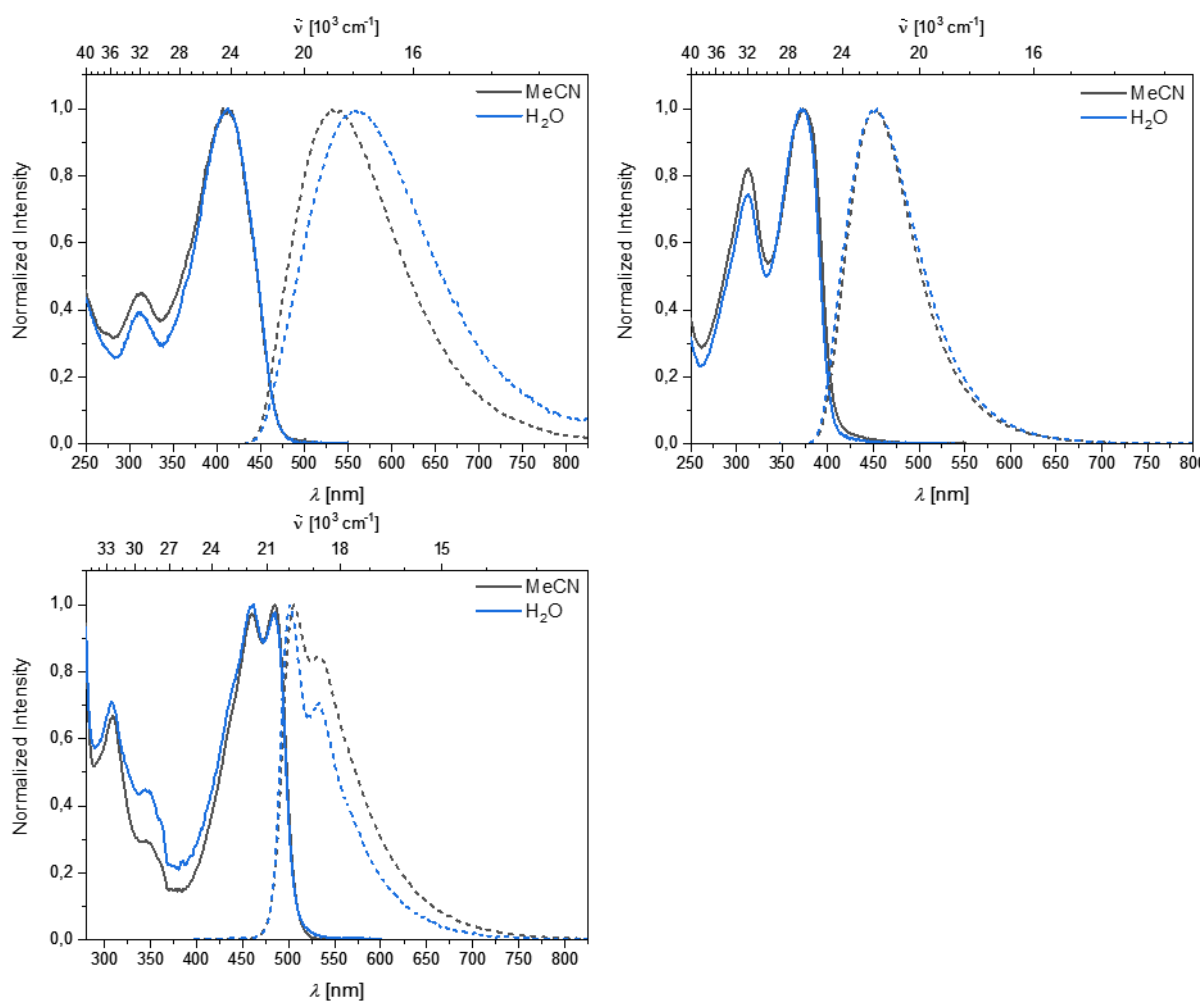 ṽ [10³ cm⁻¹]
40 36 32 28 24 20 16
MeCN
H₂O
1,0
0,8
0,6
0,4
0,2
0,0
Normalized Intensity
250 300 350 400 450 500 550 600 650 700 750 800
λ [nm]
ṽ [10³ cm⁻¹]
40 36 32 28 24 20 16
MeCN
H₂O
1,0
0,8
0,6
0,4
0,2
0,0
Normalized Intensity
250 300 350 400 450 500 550 600 650 700 750 800
λ [nm]
ṽ [10³ cm⁻¹]
33 30 27 24 21 18 15
MeCN
H₂O
1,0
0,8
0,6
0,4
0,2
0,0
Normalized Intensity
300 350 400 450 500 550 600 650 700 750 800
λ [nm]